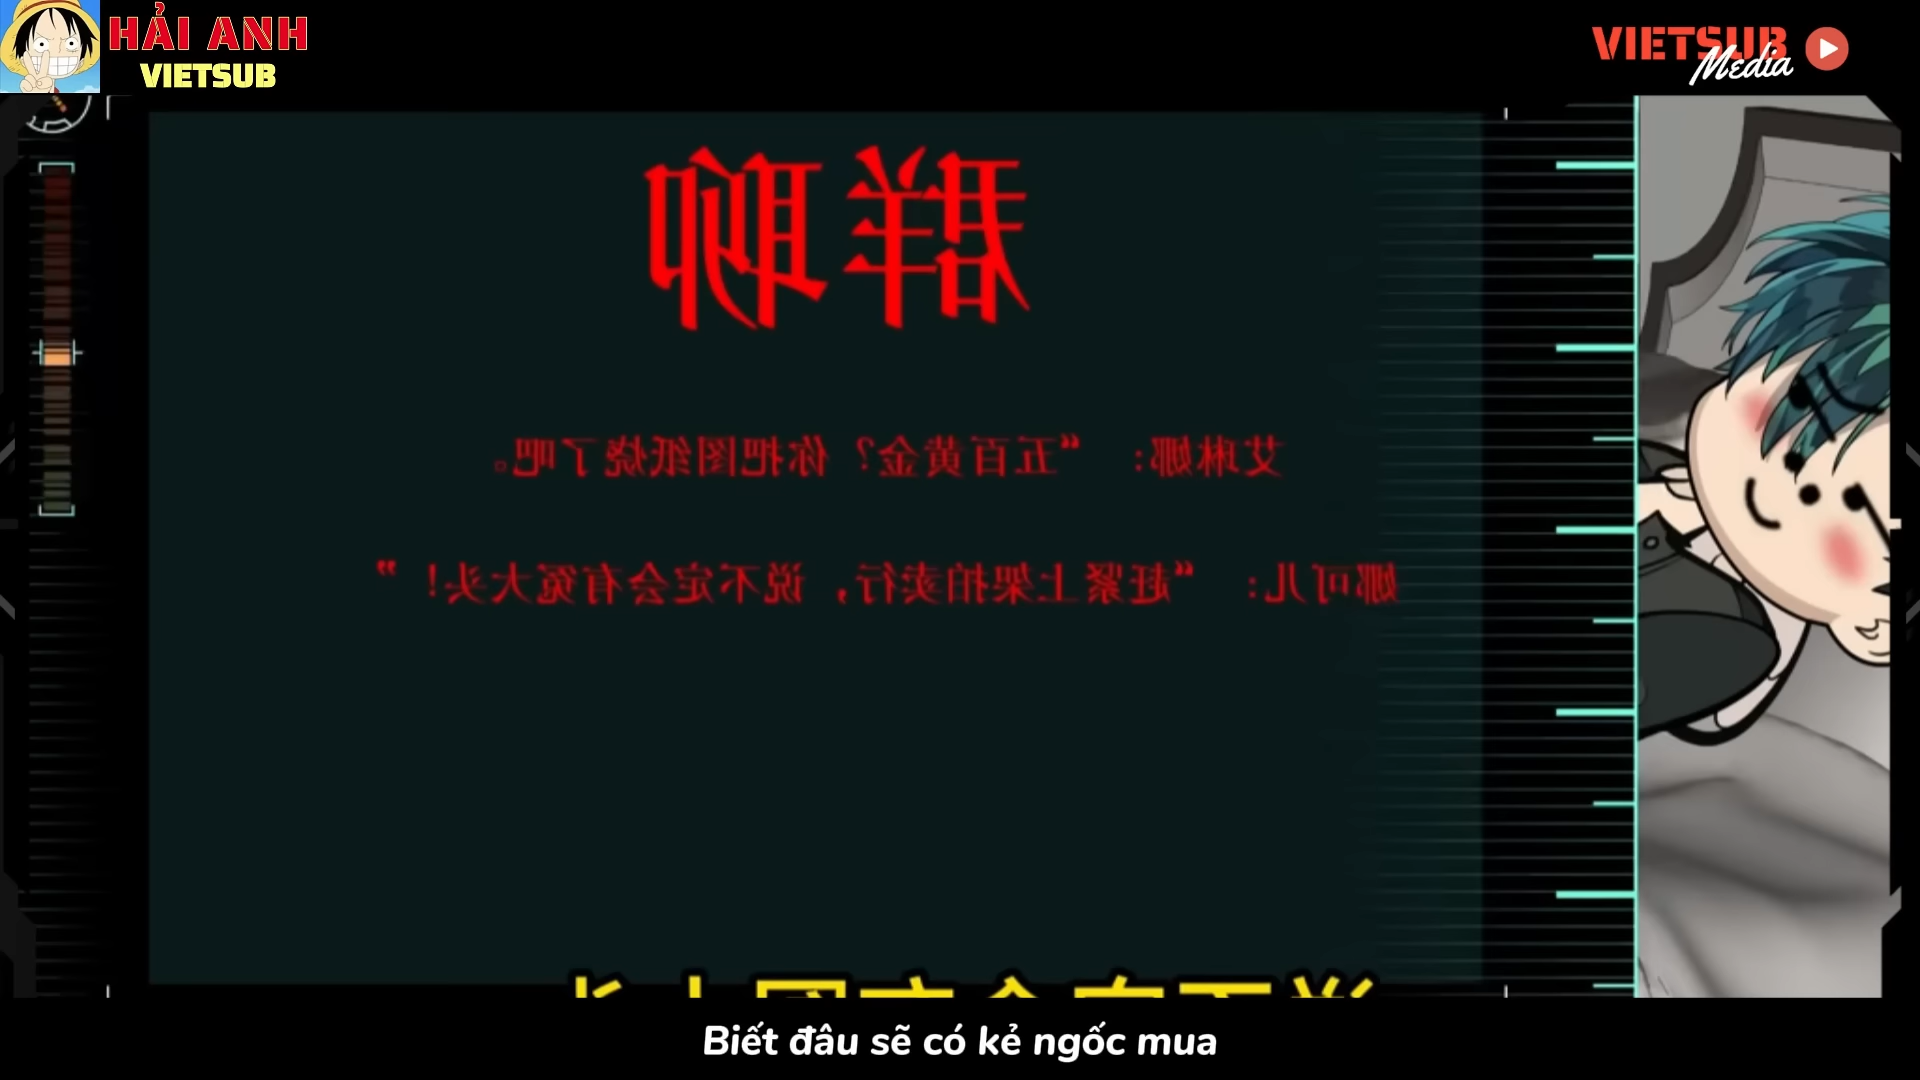 HẢI ANH
VIETSUB
VIETSUB
Media
群聊
艾琳娜：“五百黄金？你把图纸烧了吧。
娜可儿：“赶紧上架拍卖行，说不定会有冤大头！”
Biết đâu sẽ có kẻ ngốc mua